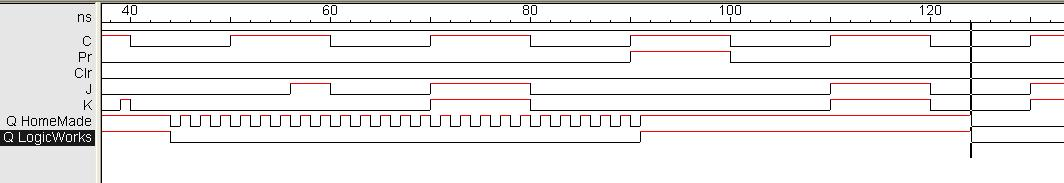 ns 40 60 80 100 120
C
Pr
Clr
J
K
Q HomeMade
Q LogicWorks